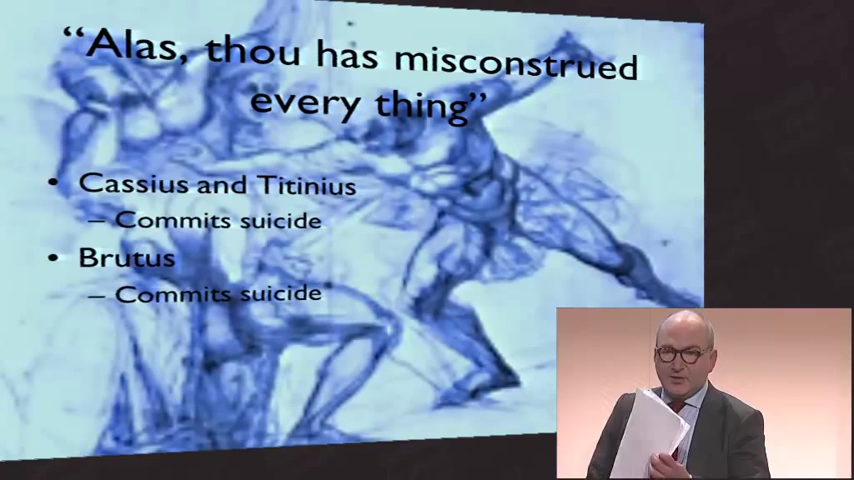 “Alas, thou has misconstrued
every thing”
• Cassius and Titinius
– Commits suicide
• Brutus
– Commits suicide